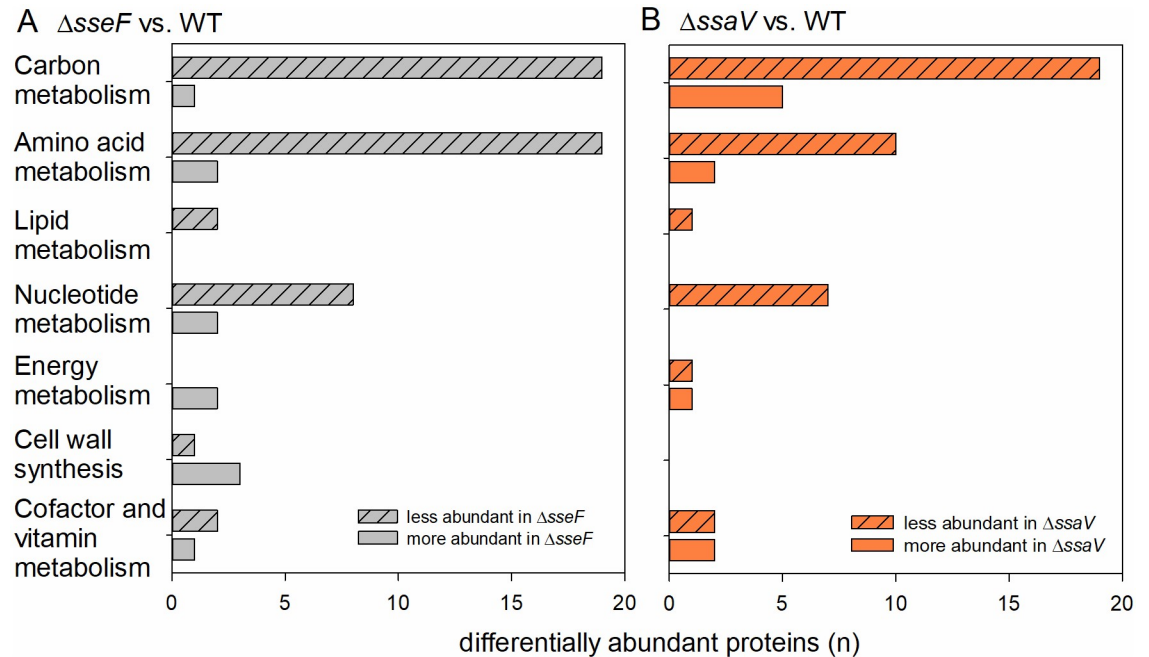 A ΔsseF vs. WT
B ΔssaV vs. WT
Carbon
metabolism
Amino acid
metabolism
Lipid
metabolism
Nucleotide
metabolism
Energy
metabolism
Cell wall
synthesis
Cofactor and
vitamin
metabolism
less abundant in ΔsseF
more abundant in ΔsseF
less abundant in ΔssaV
more abundant in ΔssaV
0 5 10 15 20
0 5 10 15 20
differentially abundant proteins (n)